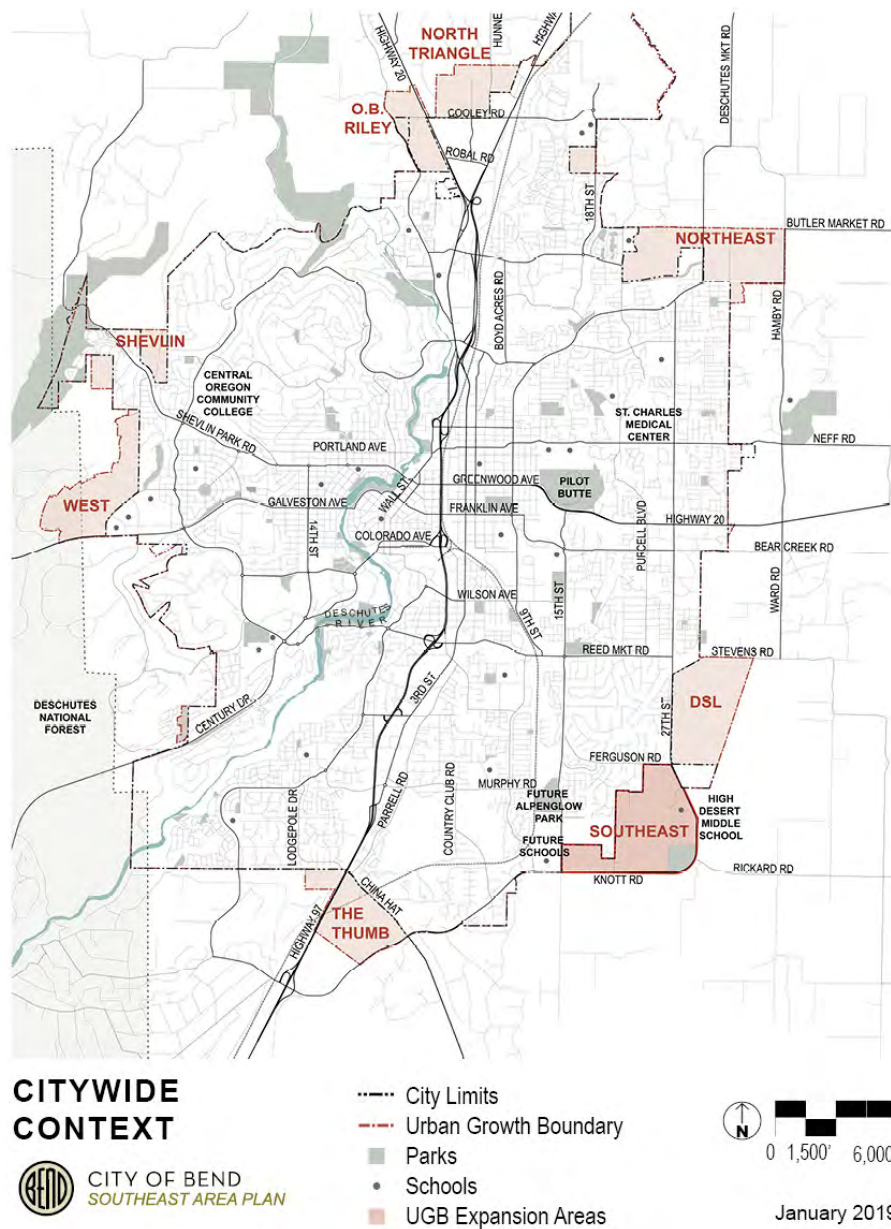 NORTH
TRIANGLE
HUNNE
HIGHWAY 20
HIGHW
DESCHUTES MKT RD
O.B.
RILEY
COOLEY RD
ROBAL RD
18TH ST
BUTLER MARKET RD
NORTHEAST
BOYD ACRES RD
HAMBY RD
SHEVLIN
CENTRAL
OREGON
COMMUNITY
COLLEGE
ST. CHARLES
MEDICAL
CENTER
SHEVLIN PARK RD
PORTLAND AVE
NEFF RD
WEST
GALVESTON AVE
WALL ST
GREENWOOD AVE
PILOT
BUTTE
FRANKLIN AVE
HIGHWAY 20
14TH ST
COLORADO AVE
PURCELL BLVD
BEAR CREEK RD
WILSON AVE
9TH ST
15TH ST
WARD RD
DESCHUTES
RIVER
REED MKT RD
STEVENS RD
3RD ST
27TH ST
DSL
DESCHUTES
NATIONAL
FOREST
CENTURY DR
FERGUSON RD
LODGEPOLE DR
PARRELL RD
COUNTRY CLUB RD
MURPHY RD
FUTURE
ALPENGLOW
PARK
HIGH
DESERT
MIDDLE
SCHOOL
SOUTHEAST
FUTURE
SCHOOLS
RICKARD RD
KNOTT RD
CHINA HAT
THE
THUMB
HIGHWAY 97
CITYWIDE
CONTEXT
BEND
CITY OF BEND
SOUTHEAST AREA PLAN
City Limits
Urban Growth Boundary
Parks
Schools
UGB Expansion Areas
N
0 1,500' 6,000
January 2019